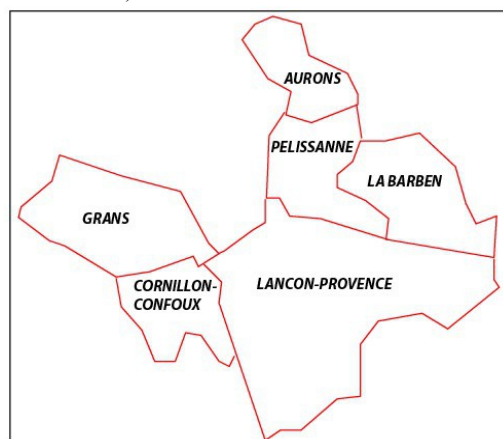 AURONS
PELISSANNE
LA BARBEN
GRANS
CORNILLON-
CONFOUX
LANCON-PROVENCE